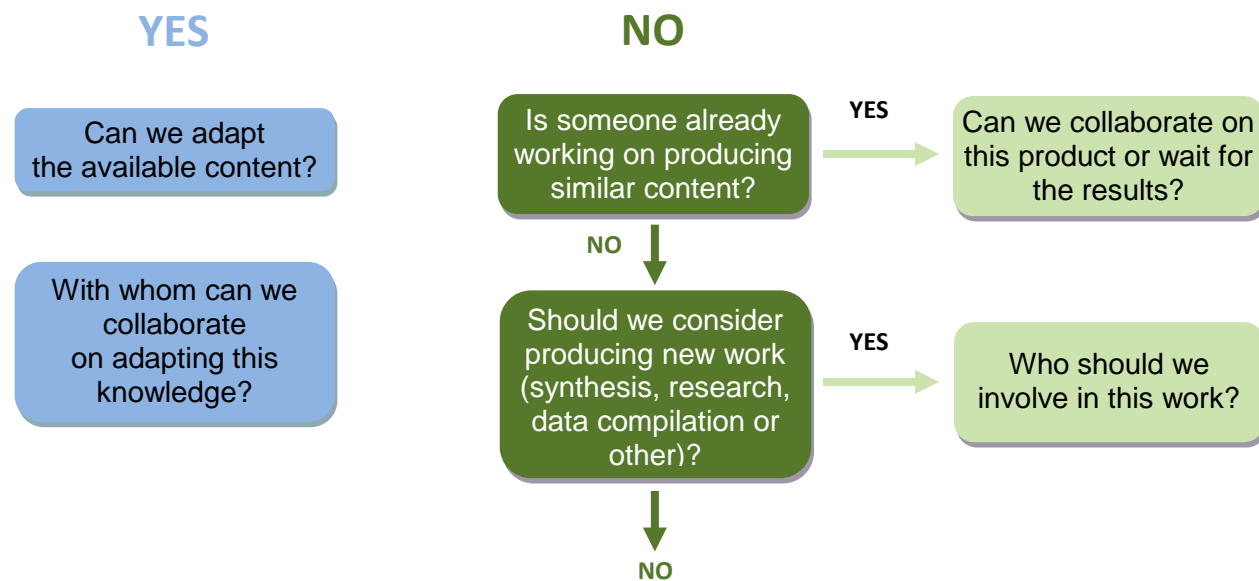 YES
NO
Can we adapt
the available content?
With whom can we
collaborate
on adapting this
knowledge?
Is someone already
working on producing
similar content?
YES
Can we collaborate on
this product or wait for
the results?
NO
Should we consider
producing new work
(synthesis, research,
data compilation or
other)?
YES
Who should we
involve in this work?
NO